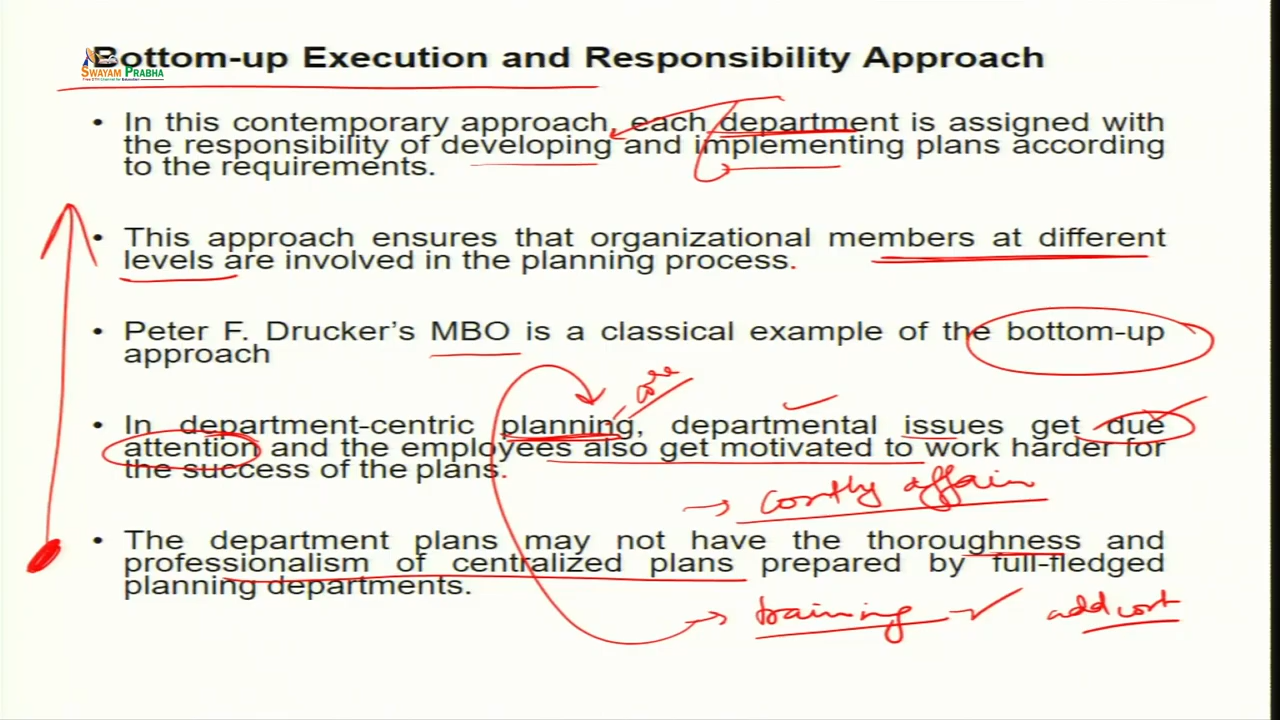 Bottom-up Execution and Responsibility Approach
SWAYAM PRABHA
• In this contemporary approach, each department is assigned with
the responsibility of developing and implementing plans according
to the requirements.
• This approach ensures that organizational members at different
levels are involved in the planning process.
• Peter F. Drucker's MBO is a classical example of the bottom-up
approach
core
• In department-centric planning, departmental issues get due
attention and the employees also get motivated to work harder for
the success of the plans.
→ costly affair
• The department plans may not have the thoroughness and
professionalism of centralized plans prepared by full-fledged
planning departments.
→ training ✓ add cost